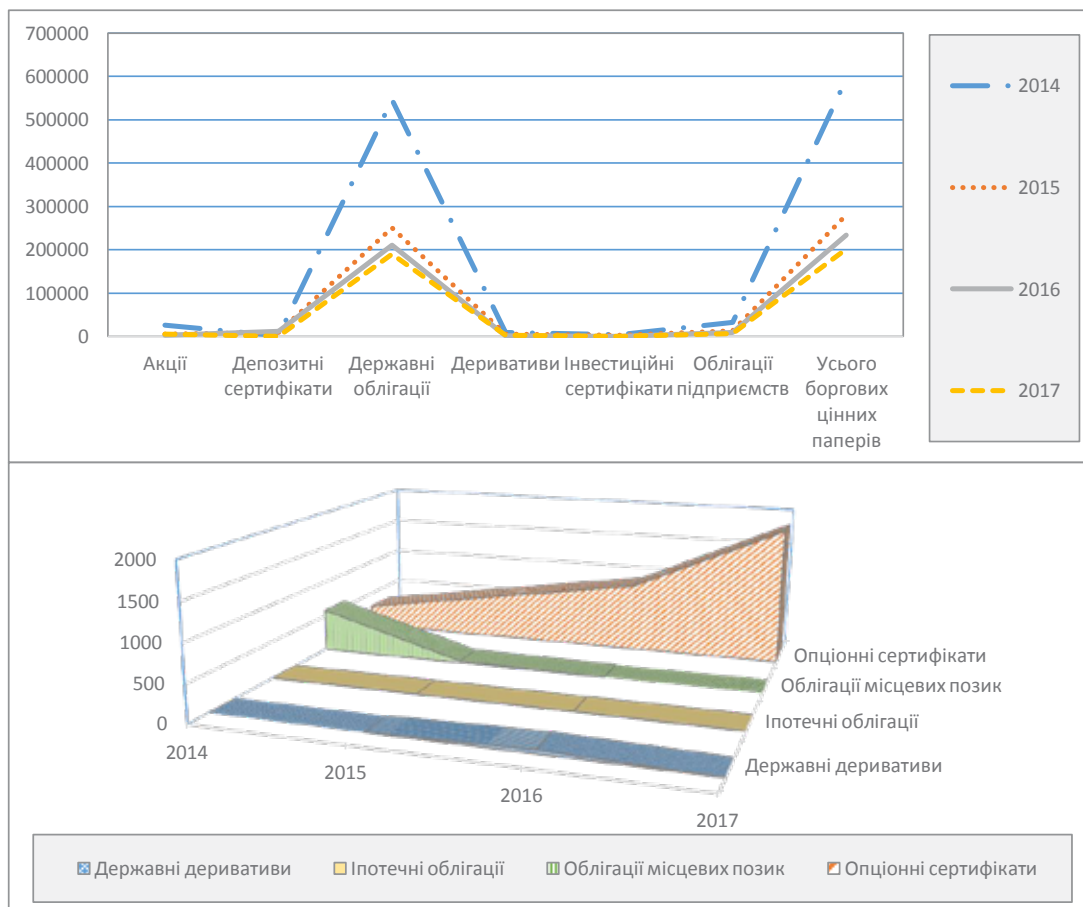 700000
600000
500000
400000
300000
200000
100000
0
Акції
Депозитні
сертифікати
Державні
облігації
Деривативи
Інвестиційні
сертифікати
Облігації
підприємств
Усього
боргових
цінних
паперів
2014
2015
2016
2017
2000
1500
1000
500
0
2014
2015
2016
2017
Опціонні сертифікати
Облігації місцевих позик
Іпотечні облігації
Державні деривативи
Державні деривативи
Іпотечні облігації
Облігації місцевих позик
Опціонні сертифікати